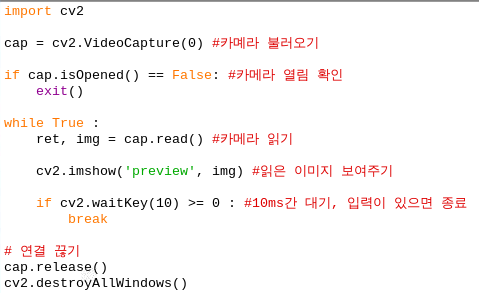 import cv2
cap = cv2.VideoCapture(0) #카메라 불러오기
if cap.isOpened() == False: #카메라 열림 확인
    exit()
while True :
    ret, img = cap.read() #카메라 읽기
    cv2.imshow('preview', img) #읽은 이미지 보여주기
    if cv2.waitKey(10) >= 0 : #10ms간 대기, 입력이 있으면 종료
        break
# 연결 끊기
cap.release()
cv2.destroyAllWindows()